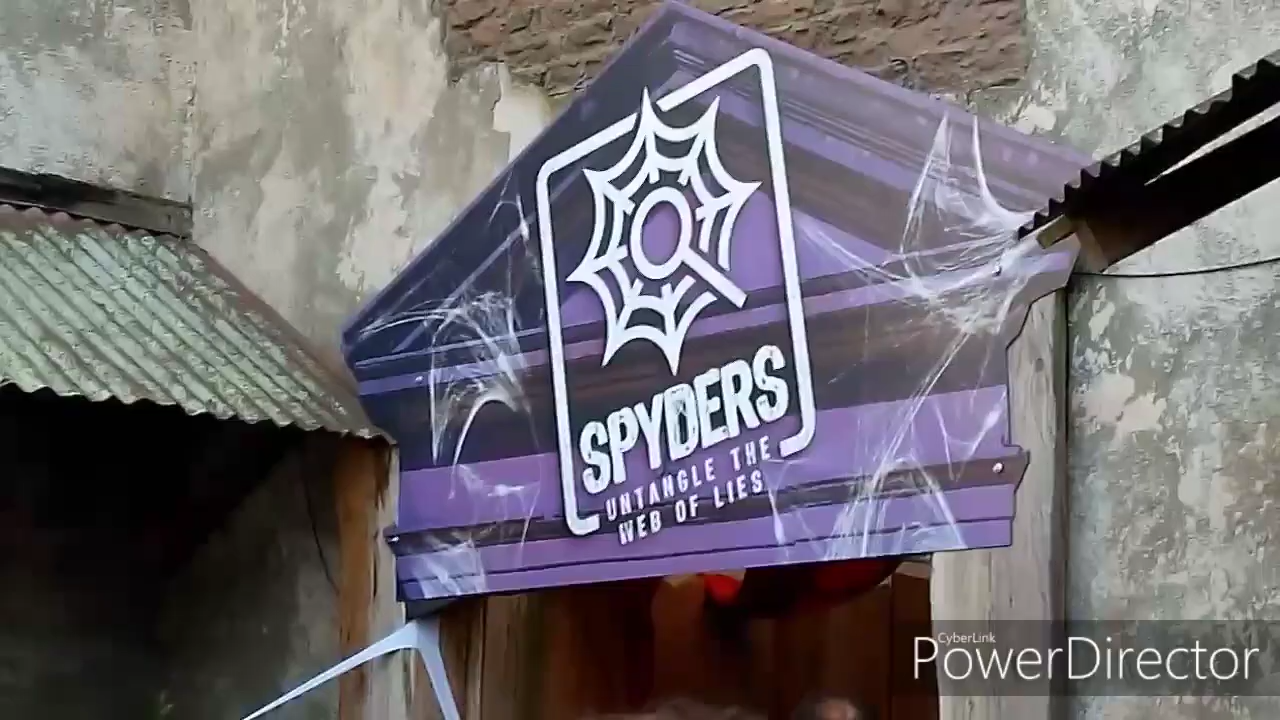 SPYDERS
UNTANGLE THE
WEB OF LIES
CyberLink
PowerDirector